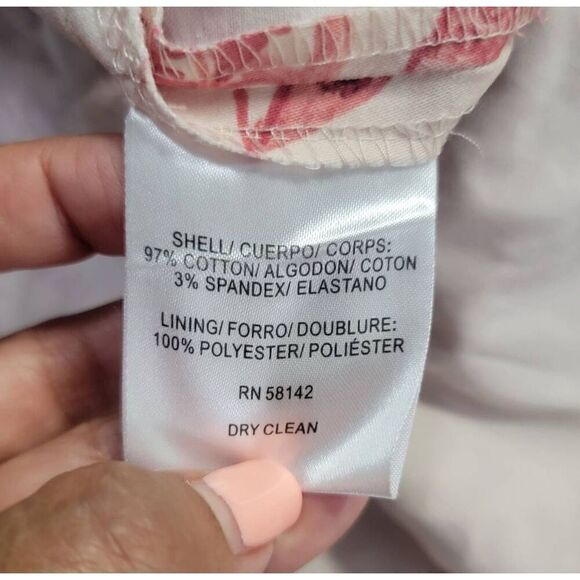 SHELL/ CUERPO/ CORPS:
97% COTTON/ ALGODON/ COTON
3% SPANDEX/ ELASTANO
LINING/ FORRO/ DOUBLURE:
100% POLYESTER/ POLIÉSTER
RN 58142
DRY CLEAN